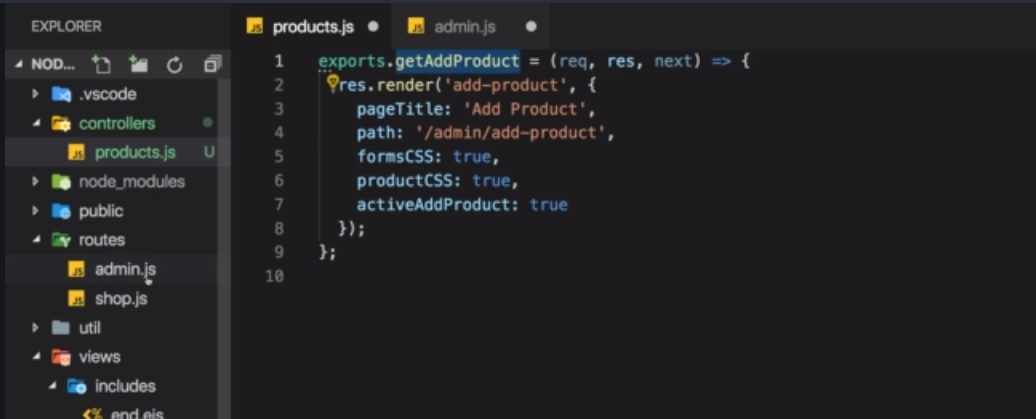 EXPLORER
NOD...
.vscode
controllers
products.js U
node_modules
public
routes
admin.js
shop.js
util
views
includes
end.ejs
JS products.js
JS admin.js
1 exports.getAddProduct = (req, res, next) => {
2 res.render('add-product', {
3 pageTitle: 'Add Product',
4 path: '/admin/add-product',
5 formsCSS: true,
6 productCSS: true,
7 activeAddProduct: true
8 });
9 };
10